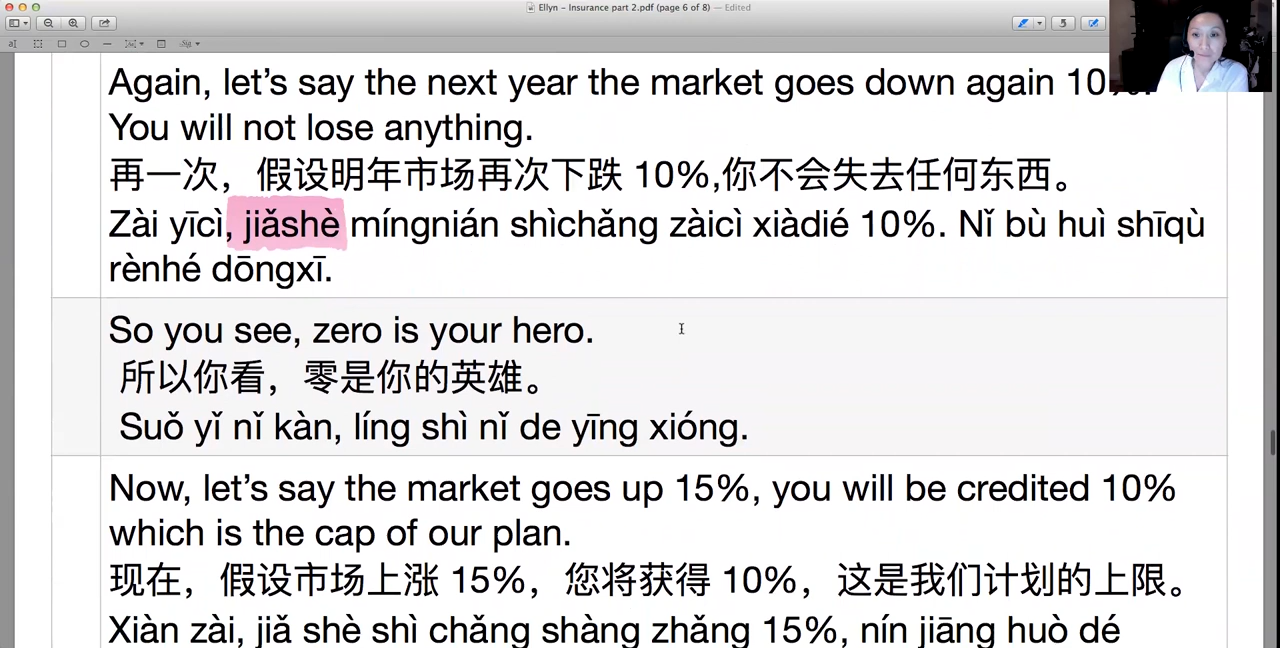 Ellyn – Insurance part 2.pdf (page 6 of 8) — Edited
Again, let's say the next year the market goes down again 10%.
You will not lose anything.
再一次，假设明年市场再次下跌 10%,你不会失去任何东西。
Zài yīcì, jiǎshè míngnián shìchǎng zàicì xiàdié 10%. Nǐ bù huì shīqù
rènhé dōngxī.
So you see, zero is your hero.
所以你看，零是你的英雄。
Suǒ yǐ nǐ kàn, líng shì nǐ de yīng xióng.
Now, let's say the market goes up 15%, you will be credited 10%
which is the cap of our plan.
现在，假设市场上涨 15%，您将获得 10%，这是我们计划的上限。
Xiàn zài, jiǎ shè shì chǎng shàng zhǎng 15%, nín jiāng huò dé